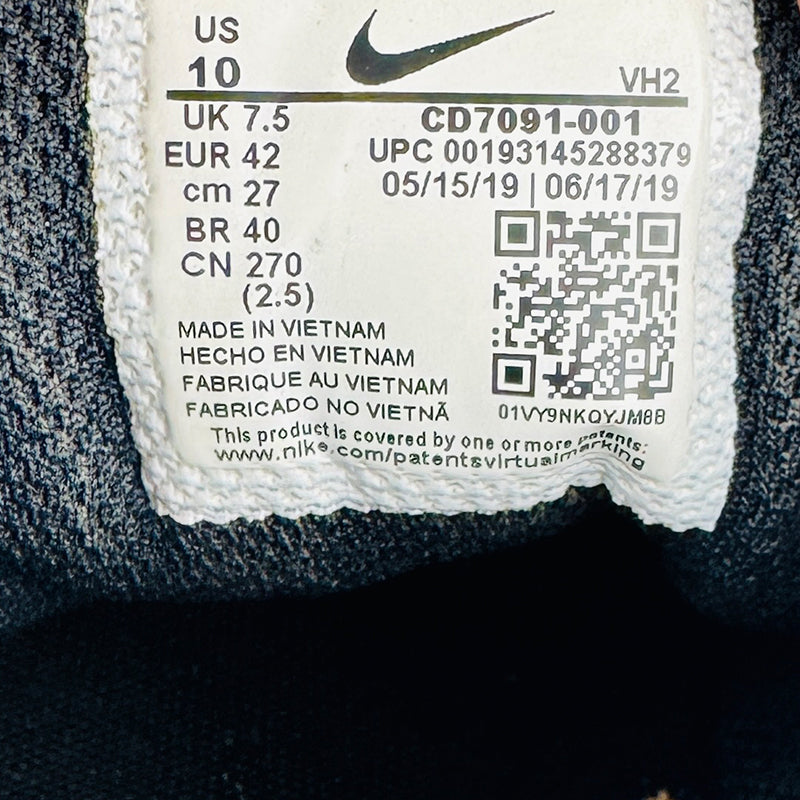 US
10
VH2
UK 7.5
CD7091-001
EUR 42
UPC 00193145288379
cm 27
05/15/19 | 06/17/19
BR 40
CN 270
(2.5)
MADE IN VIETNAM
HECHO EN VIETNAM
FABRIQUE AU VIETNAM
FABRICADO NO VIETNÃ
01VY9NKQYJM8B
This product is covered by one or more patents:
www.nike.com/patentsvirtualmarking